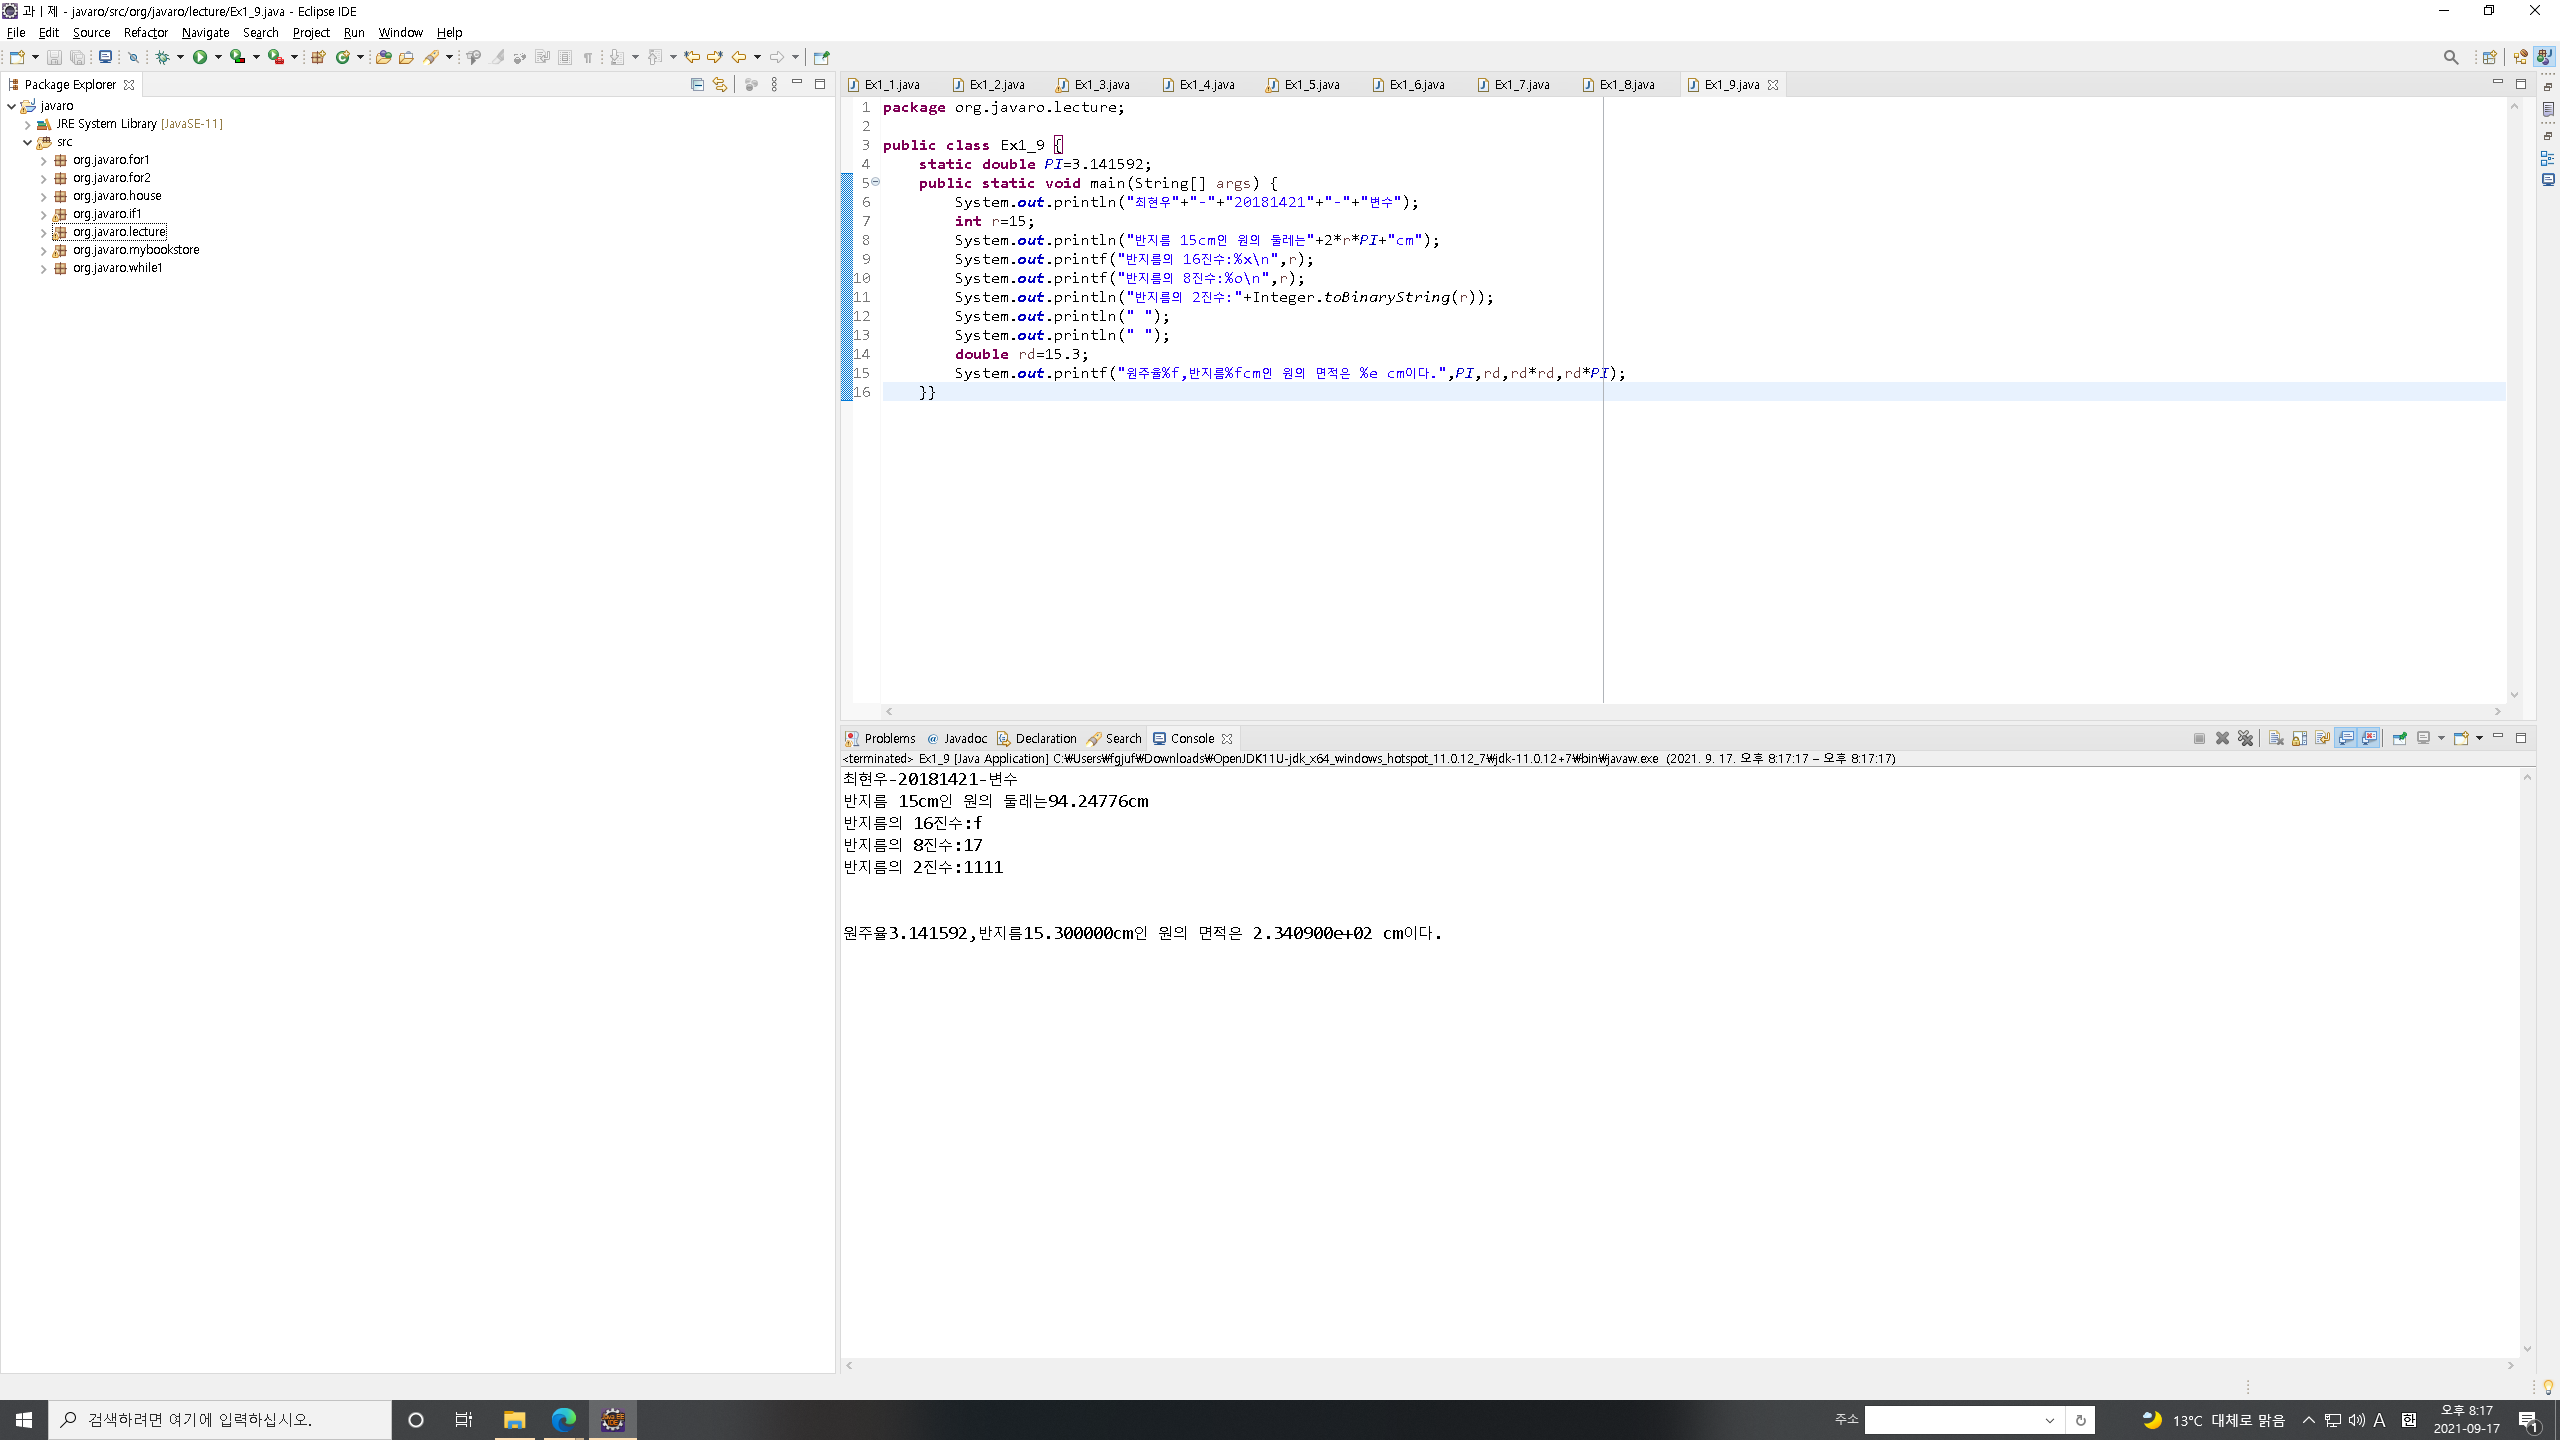 과ㅣ제 - javaro/src/org/javaro/lecture/Ex1_9.java - Eclipse IDE
File Edit Source Refactor Navigate Search Project Run Window Help
Package Explorer
javaro
JRE System Library [JavaSE-11]
src
org.javaro.for1
org.javaro.for2
org.javaro.house
org.javaro.if1
org.javaro.lecture
org.javaro.mybookstore
org.javaro.while1
Ex1_1.java Ex1_2.java Ex1_3.java Ex1_4.java Ex1_5.java Ex1_6.java Ex1_7.java Ex1_8.java Ex1_9.java
1 package org.javaro.lecture;
2
3 public class Ex1_9 {
4     static double PI=3.141592;
5     public static void main(String[] args) {
6         System.out.println("최현우"+"-"+"20181421"+"-"+"변수");
7         int r=15;
8         System.out.println("반지름 15cm인 원의 둘레는"+2*r*PI+"cm");
9         System.out.printf("반지름의 16진수:%x\n",r);
10         System.out.printf("반지름의 8진수:%o\n",r);
11         System.out.println("반지름의 2진수:"+Integer.toBinaryString(r));
12         System.out.println(" ");
13         System.out.println(" ");
14         double rd=15.3;
15         System.out.printf("원주율%f,반지름%fcm인 원의 면적은 %e cm이다.",PI,rd,rd*rd,rd*PI);
16     }}
Problems @ Javadoc Declaration Search Console
<terminated> Ex1_9 [Java Application] C:₩Users₩fgjuf₩Downloads₩OpenJDK11U-jdk_x64_windows_hotspot_11.0.12_7₩jdk-11.0.12+7₩bin₩javaw.exe (2021. 9. 17. 오후 8:17:17 – 오후 8:17:17)
최현우-20181421-변수
반지름 15cm인 원의 둘레는94.24776cm
반지름의 16진수:f
반지름의 8진수:17
반지름의 2진수:1111
원주율3.141592,반지름15.300000cm인 원의 면적은 2.340900e+02 cm이다.
검색하려면 여기에 입력하십시오.
주소
13°C 대체로 맑음
A 한
오후 8:17
2021-09-17
1